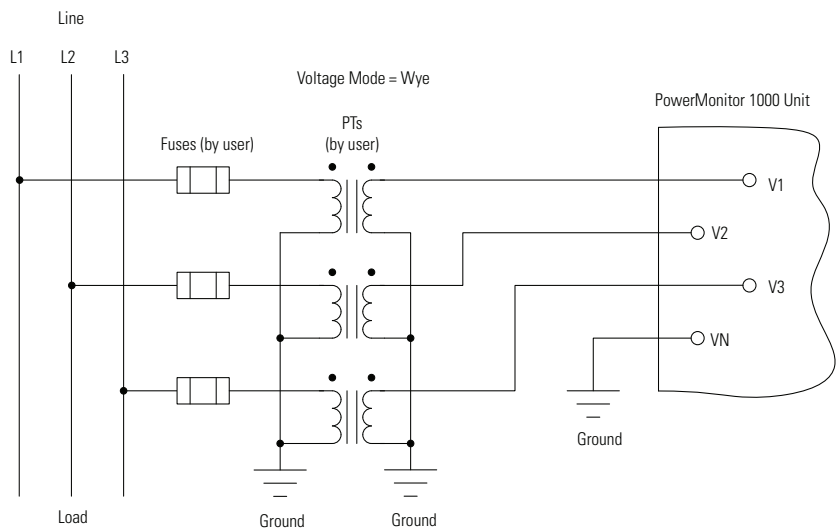 Line
L1
L2
L3
Voltage Mode = Wye
PowerMonitor 1000 Unit
PTs
(by user)
Fuses (by user)
V1
V2
V3
VN
Ground
Load
Ground
Ground